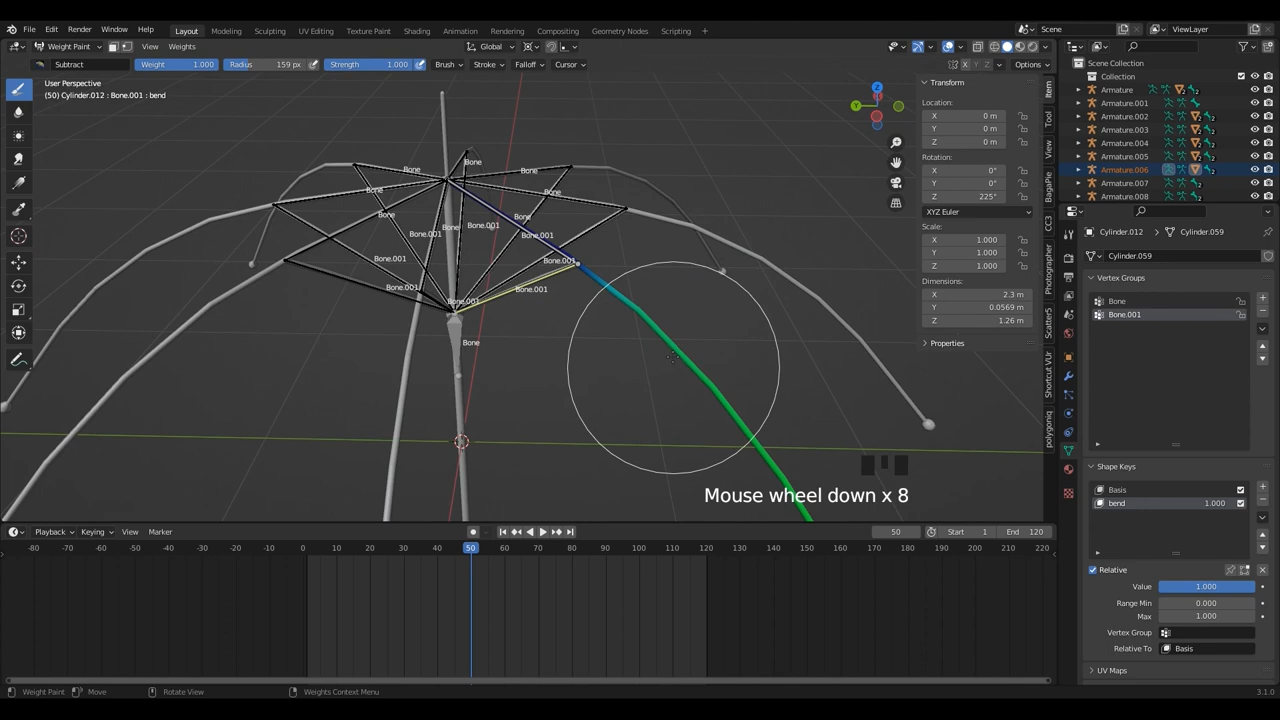 File Edit Render Window Help Layout Modeling Sculpting UV Editing Texture Paint Shading Animation Rendering Compositing Geometry Nodes Scripting Scene ViewLayer
Weight Paint View Weights Global
Subtract Weight 1.000 Radius 159 px Strength 1.000 Brush Stroke Falloff Cursor X Y Z Options
User Perspective
(50) Cylinder.012 : Bone.001 : bend
Z
Y
Bone
Bone
Bone
Bone
Bone
Bone
Bone
Bone
Bone.001
Bone.001
Bone.001
Bone.001
Bone.001
Bone.001
Bone.001
Bone.001
Bone
Mouse wheel down x 8
Transform
Location:
X 0 m
Y 0 m
Z 0 m
Rotation:
X 0°
Y 0°
Z 225°
XYZ Euler
Scale:
X 1.000
Y 1.000
Z 1.000
Dimensions:
X 2.3 m
Y 0.0569 m
Z 1.26 m
Properties
Item
Tool
View
BagaPie
CC3
Photographer
Scatter5
Shortcut VUr
polygoniq
Scene Collection
Collection
Armature
Armature.001
Armature.002
Armature.003
Armature.004
Armature.005
Armature.006
Armature.007
Armature.008
Cylinder.012 Cylinder.059
Cylinder.059
Vertex Groups
Bone
Bone.001
Shape Keys
Basis
bend 1.000
Relative
Value 1.000
Range Min 0.000
Max 1.000
Vertex Group
Relative To Basis
UV Maps
Playback Keying View Marker 50 Start 1 End 120
-80 -70 -60 -50 -40 -30 -20 -10 0 10 20 30 40 50 60 70 80 90 100 110 120 130 140 150 160 170 180 190 200 210 220
Weight Paint Move Rotate View Weights Context Menu 3.1.0